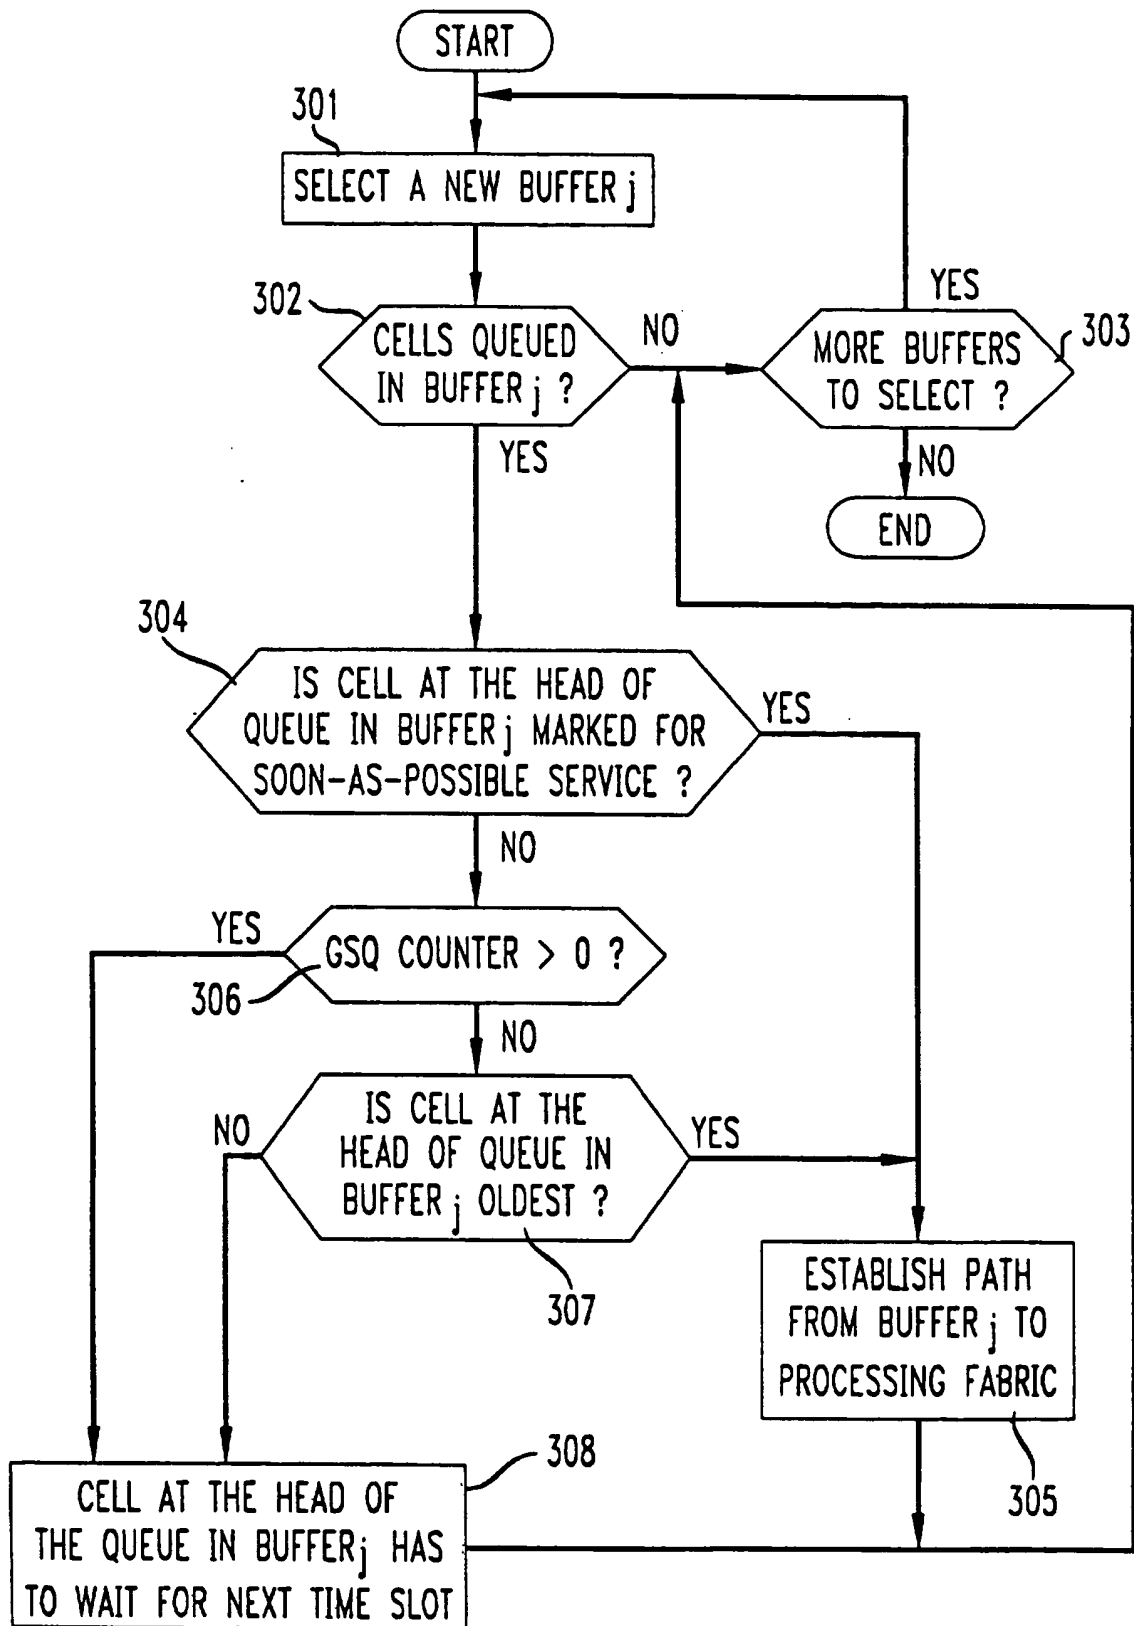 START
301
SELECT A NEW BUFFER j
302
CELLS QUEUED
IN BUFFER j ?
NO
YES
YES
MORE BUFFERS
TO SELECT ?
303
NO
END
304
IS CELL AT THE HEAD OF
QUEUE IN BUFFER j MARKED FOR
SOON-AS-POSSIBLE SERVICE ?
YES
NO
YES
GSQ COUNTER > 0 ?
306
NO
NO
IS CELL AT THE
HEAD OF QUEUE IN
BUFFER j OLDEST ?
YES
307
ESTABLISH PATH
FROM BUFFER j TO
PROCESSING FABRIC
305
308
CELL AT THE HEAD OF
THE QUEUE IN BUFFER j HAS
TO WAIT FOR NEXT TIME SLOT